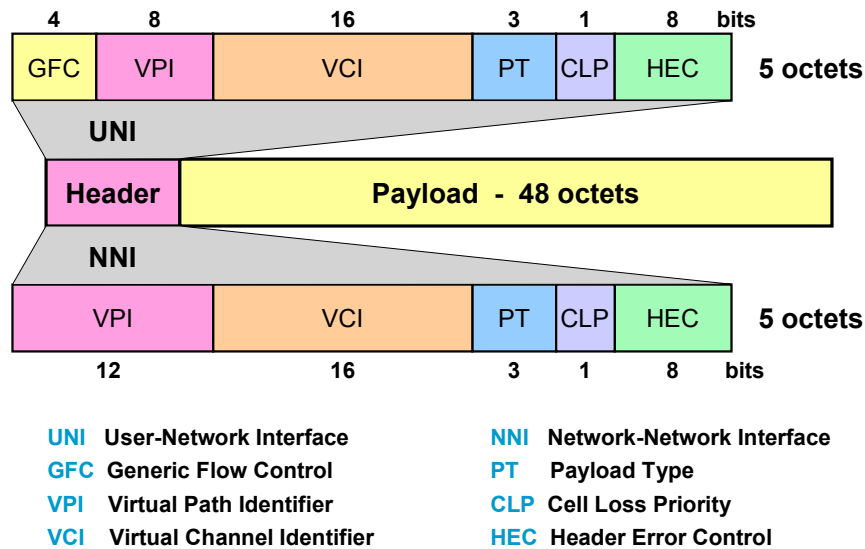 4 8 16 3 1 8 bits
GFC VPI VCI PT CLP HEC 5 octets
UNI
Header Payload - 48 octets
NNI
VPI VCI PT CLP HEC 5 octets
12 16 3 1 8 bits
UNI User-Network Interface
GFC Generic Flow Control
VPI Virtual Path Identifier
VCI Virtual Channel Identifier
NNI Network-Network Interface
PT Payload Type
CLP Cell Loss Priority
HEC Header Error Control